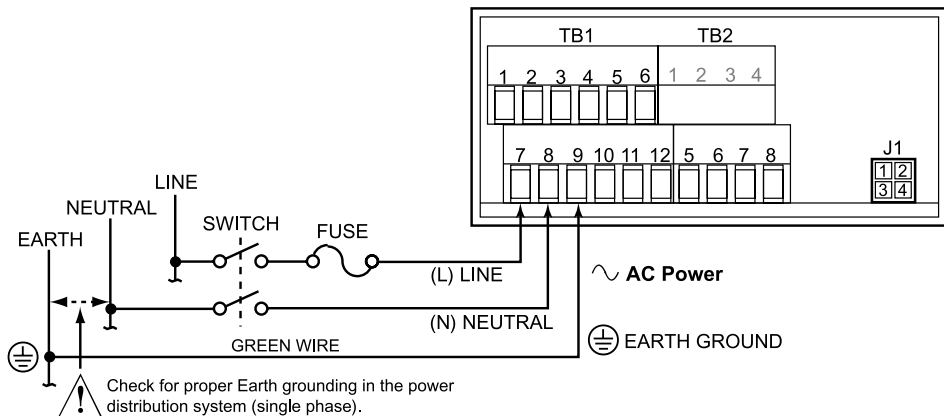 TB1 TB2
1 2 3 4 5 6 1 2 3 4
7 8 9 10 11 12 5 6 7 8
J1
1 2
3 4
LINE
NEUTRAL
EARTH
SWITCH
FUSE
(L) LINE
AC Power
(N) NEUTRAL
EARTH GROUND
GREEN WIRE
! Check for proper Earth grounding in the power
distribution system (single phase).